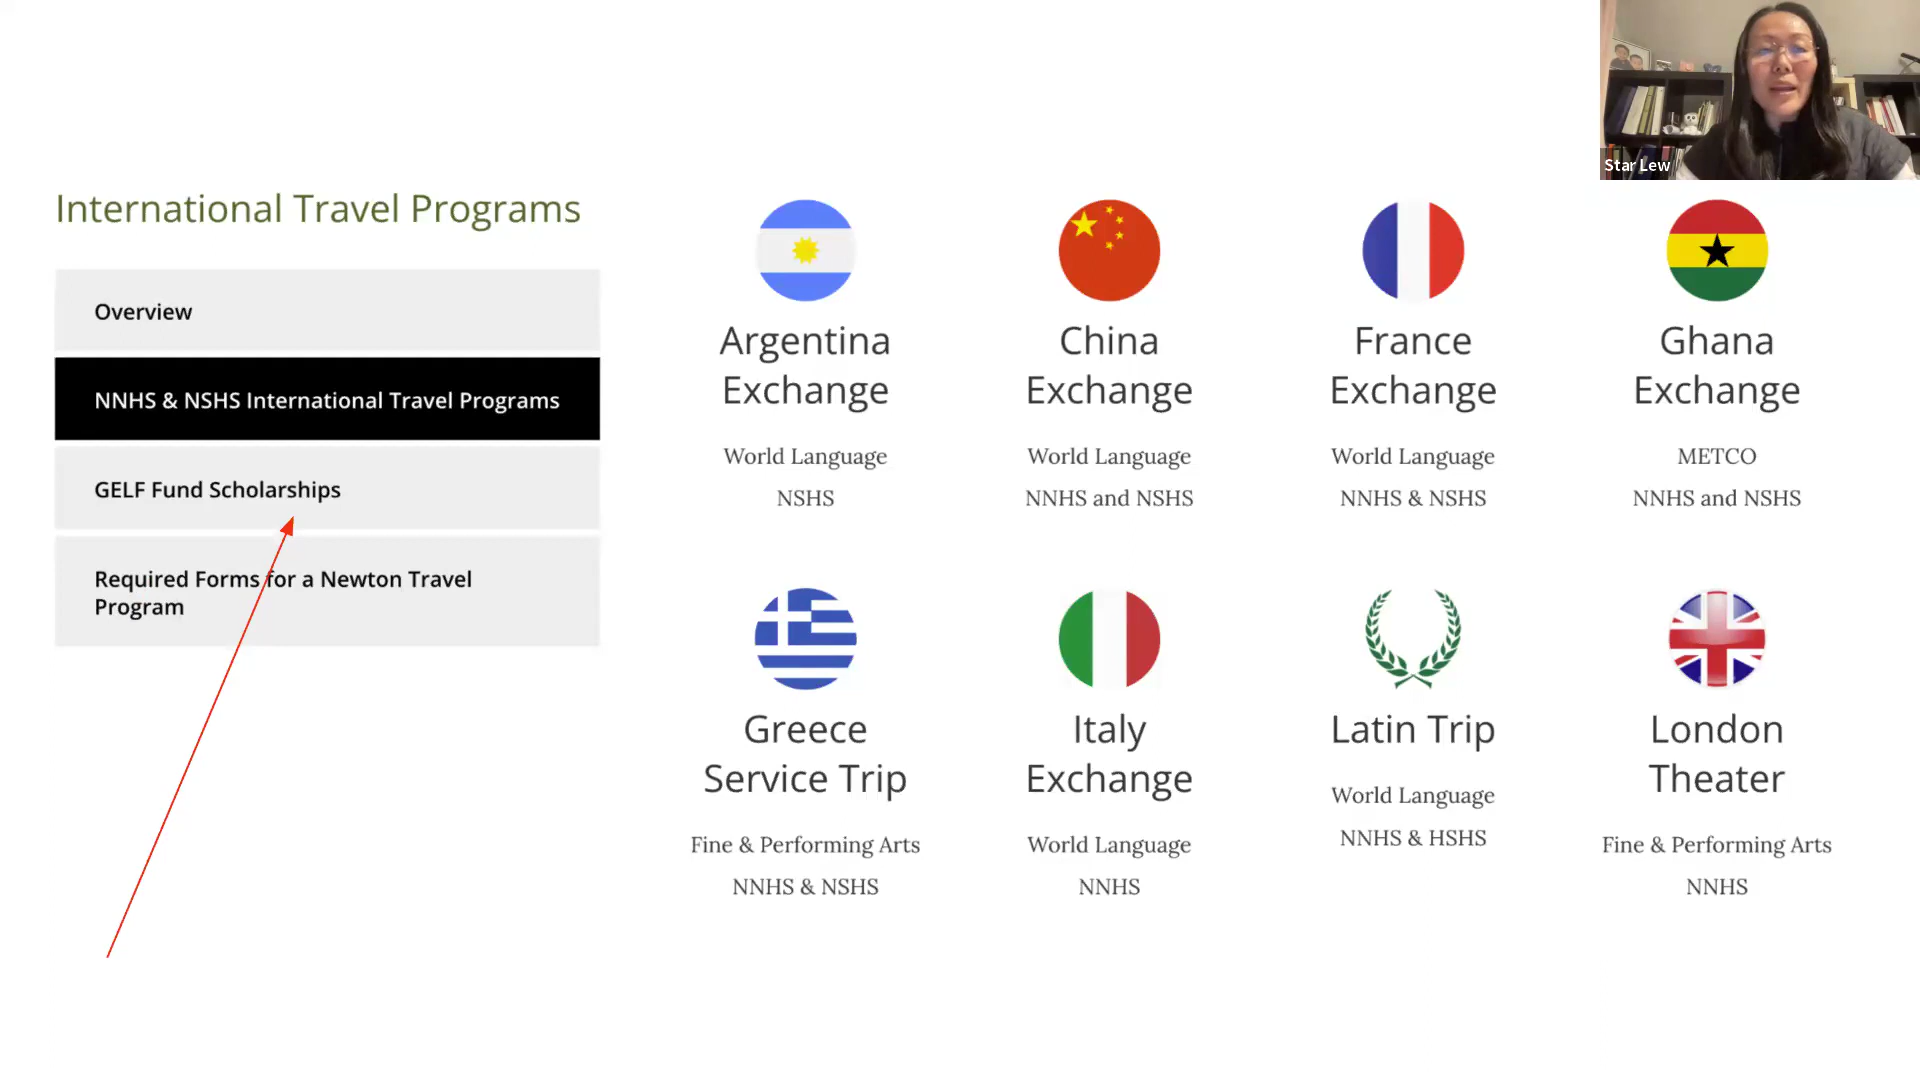 Star Lew
International Travel Programs
Overview
NNHS & NSHS International Travel Programs
GELF Fund Scholarships
Required Forms for a Newton Travel
Program
Argentina
Exchange
World Language
NSHS
China
Exchange
World Language
NNHS and NSHS
France
Exchange
World Language
NNHS & NSHS
Ghana
Exchange
METCO
NNHS and NSHS
Greece
Service Trip
Fine & Performing Arts
NNHS & NSHS
Italy
Exchange
World Language
NNHS
Latin Trip
World Language
NNHS & HSHS
London
Theater
Fine & Performing Arts
NNHS